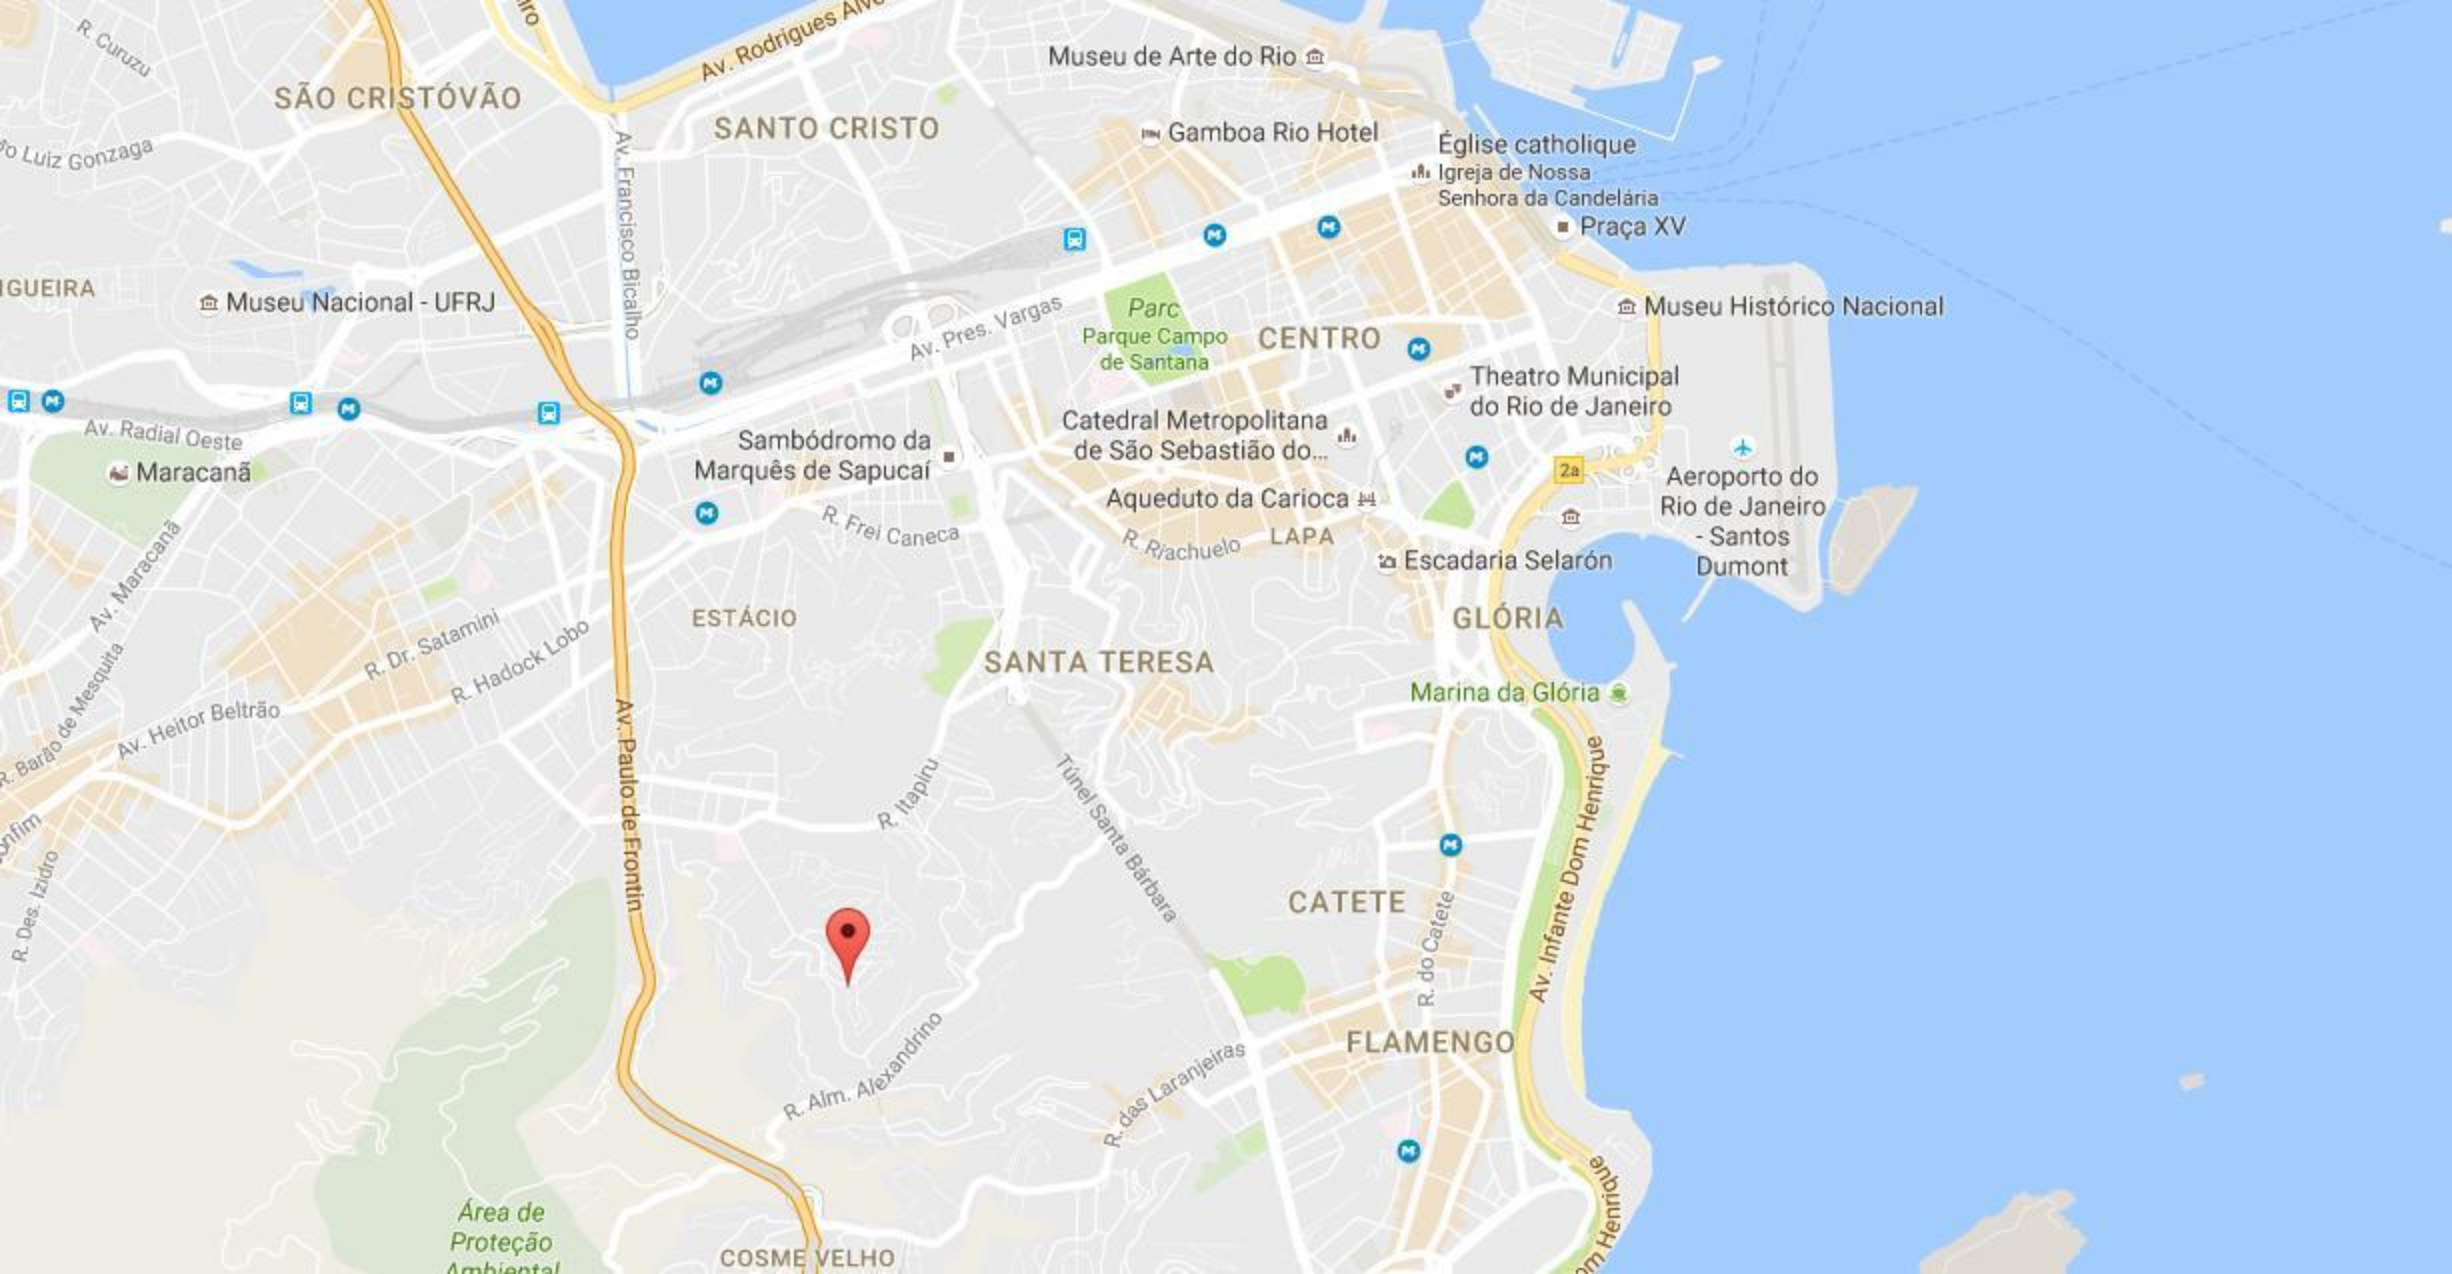 R. Curuzu
SÃO CRISTÓVÃO
Luiz Gonzaga
Av. Rodrigues
SANTO CRISTO
Museu de Arte do Rio
Gamboa Rio Hotel
Église catholique
Igreja de Nossa
Senhora da Candelária
Praça XV
Av. Francisco Bicalho
IGUEIRA
Museu Nacional - UFRJ
Av. Pres. Vargas
Parc
Parque Campo
de Santana
CENTRO
Museu Histórico Nacional
Theatro Municipal
do Rio de Janeiro
Av. Radial Oeste
Maracanã
Sambódromo da
Marquês de Sapucaí
Catedral Metropolitana
de São Sebastião do...
2a
Aeroporto do
Rio de Janeiro
- Santos
Dumont
Aqueduto da Carioca
R. Frei Caneca
R. Riachuelo
LAPA
Escadaria Selarón
Av. Maracanã
ESTÁCIO
GLÓRIA
R. Dr. Satamini
R. Hadock Lobo
SANTA TERESA
Marina da Glória
R. Barão de Mesquita
Av. Heitor Beltrão
Av. Paulo de Frontin
R. Itapiru
Túnel Santa Bárbara
Av. Infante Dom Henrique
onfim
R. Des. Izidro
CATETE
R. do Catete
FLAMENGO
R. Alm. Alexandrino
R. das Laranjeiras
om Henrique
Área de
Proteção
Ambiental
COSME VELHO